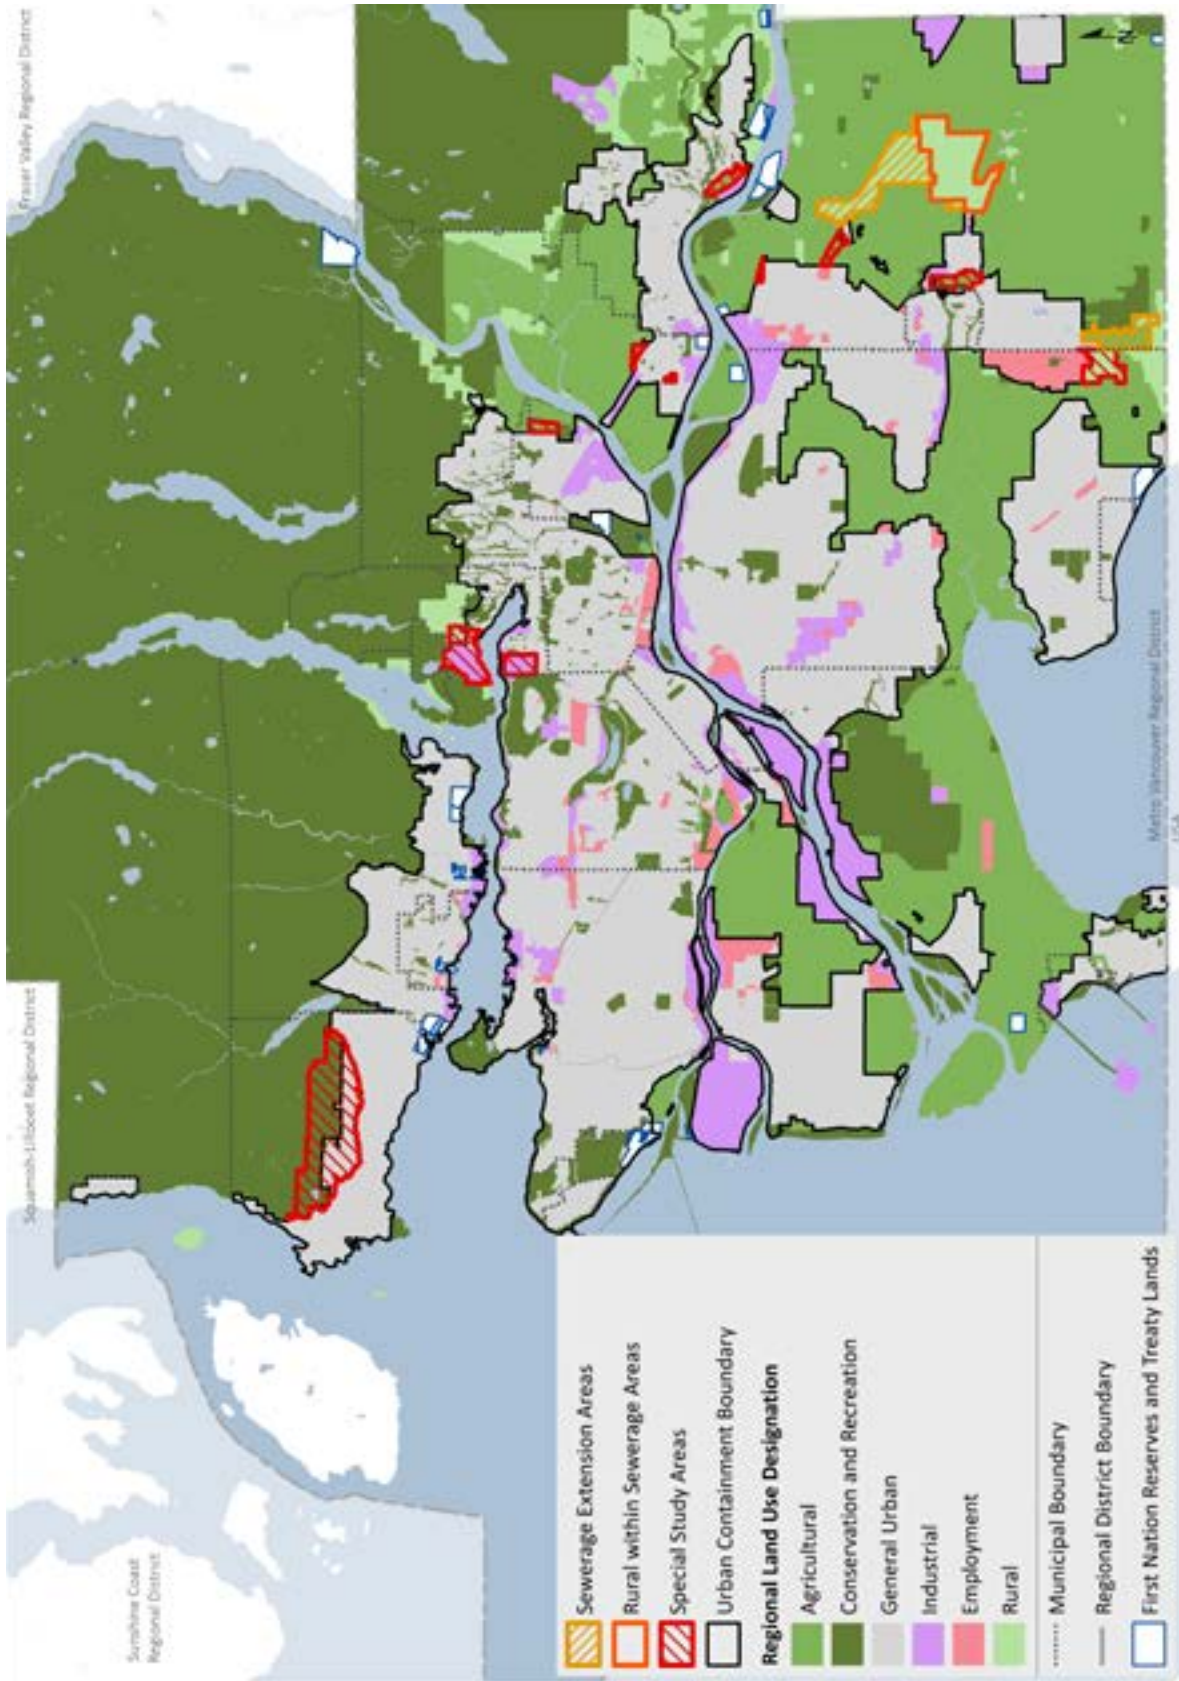 Squamish-Lillooet Regional District
Fraser Valley Regional District
Sunshine Coast
Regional District
N
Metro Vancouver Regional District
USA
Sewerage Extension Areas
Rural within Sewerage Areas
Special Study Areas
Urban Containment Boundary
Regional Land Use Designation
Agricultural
Conservation and Recreation
General Urban
Industrial
Employment
Rural
Municipal Boundary
Regional District Boundary
First Nation Reserves and Treaty Lands